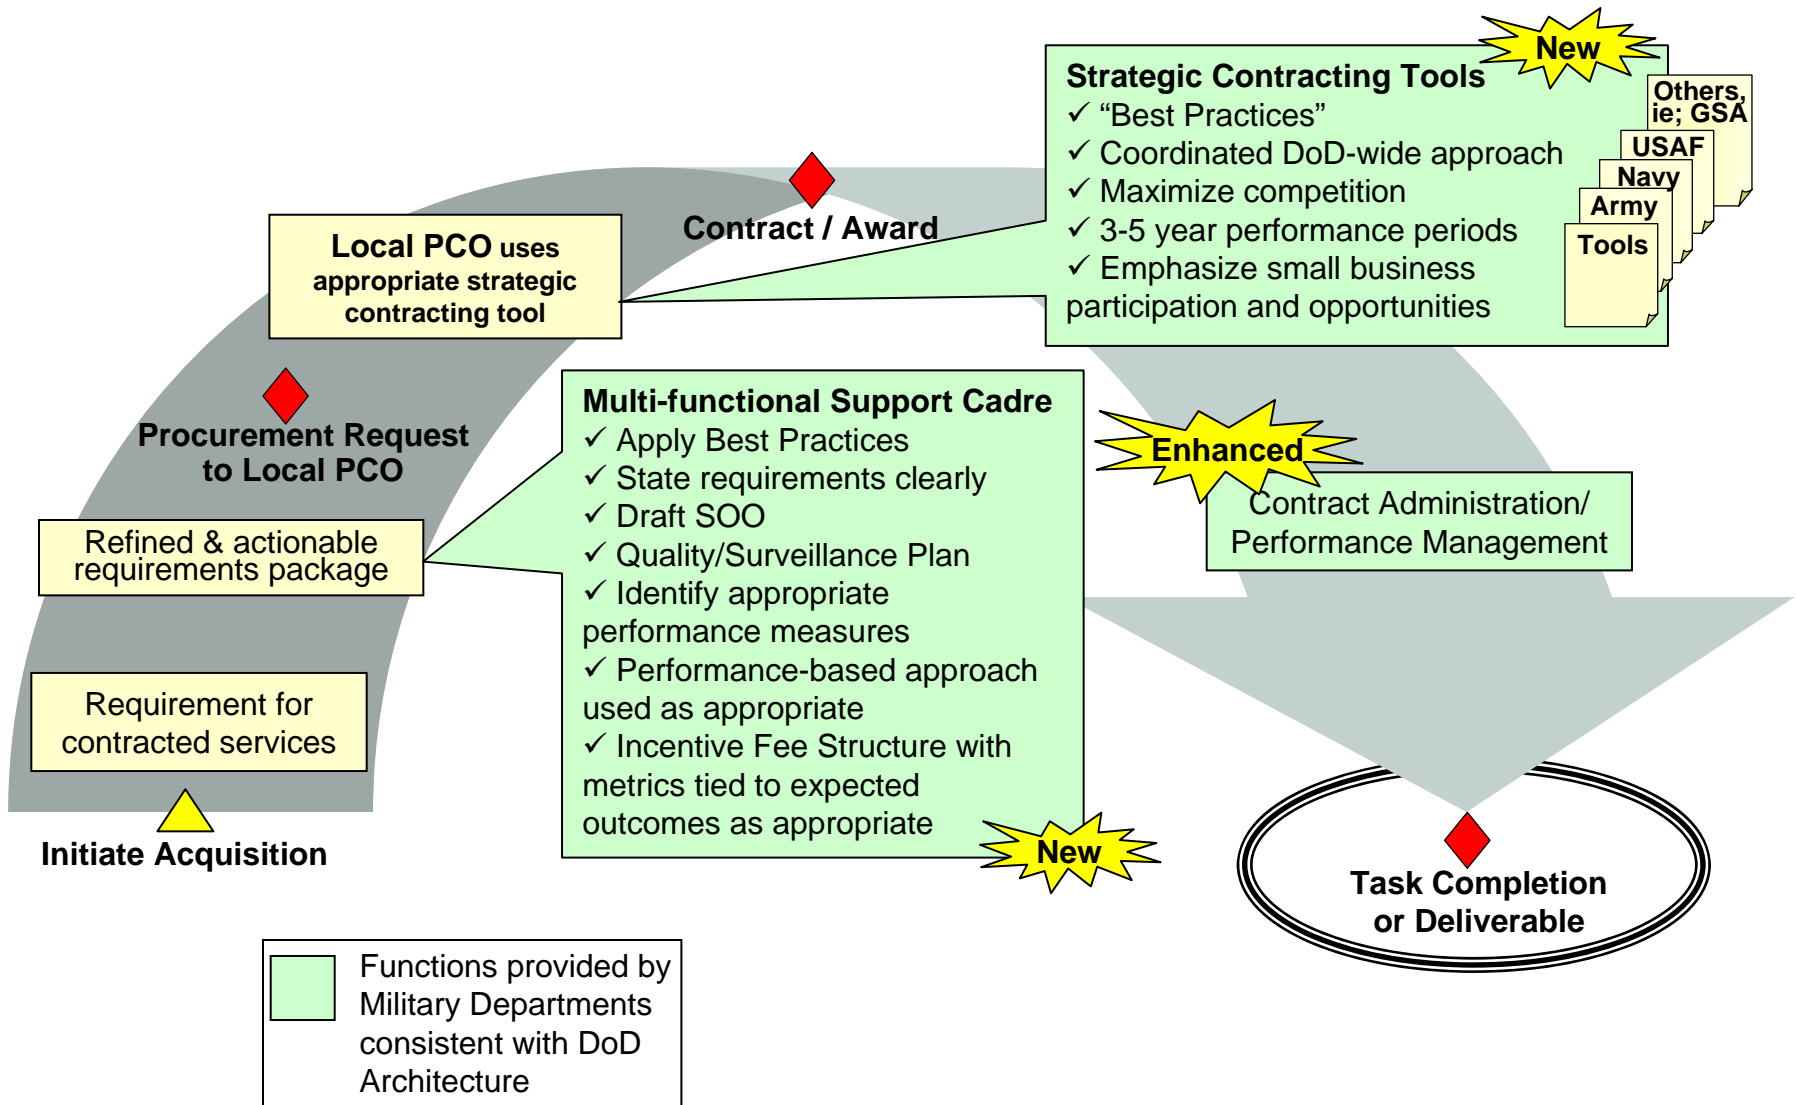 New
Strategic Contracting Tools
✓ “Best Practices”
✓ Coordinated DoD-wide approach
✓ Maximize competition
✓ 3-5 year performance periods
✓ Emphasize small business
participation and opportunities
Others,
ie; GSA
USAF
Navy
Army
Tools
Contract / Award
Local PCO uses
appropriate strategic
contracting tool
Procurement Request
to Local PCO
Multi-functional Support Cadre
✓ Apply Best Practices
✓ State requirements clearly
✓ Draft SOO
✓ Quality/Surveillance Plan
✓ Identify appropriate
performance measures
✓ Performance-based approach
used as appropriate
✓ Incentive Fee Structure with
metrics tied to expected
outcomes as appropriate
New
Enhanced
Contract Administration/
Performance Management
Refined & actionable
requirements package
Requirement for
contracted services
Initiate Acquisition
Task Completion
or Deliverable
Functions provided by
Military Departments
consistent with DoD
Architecture